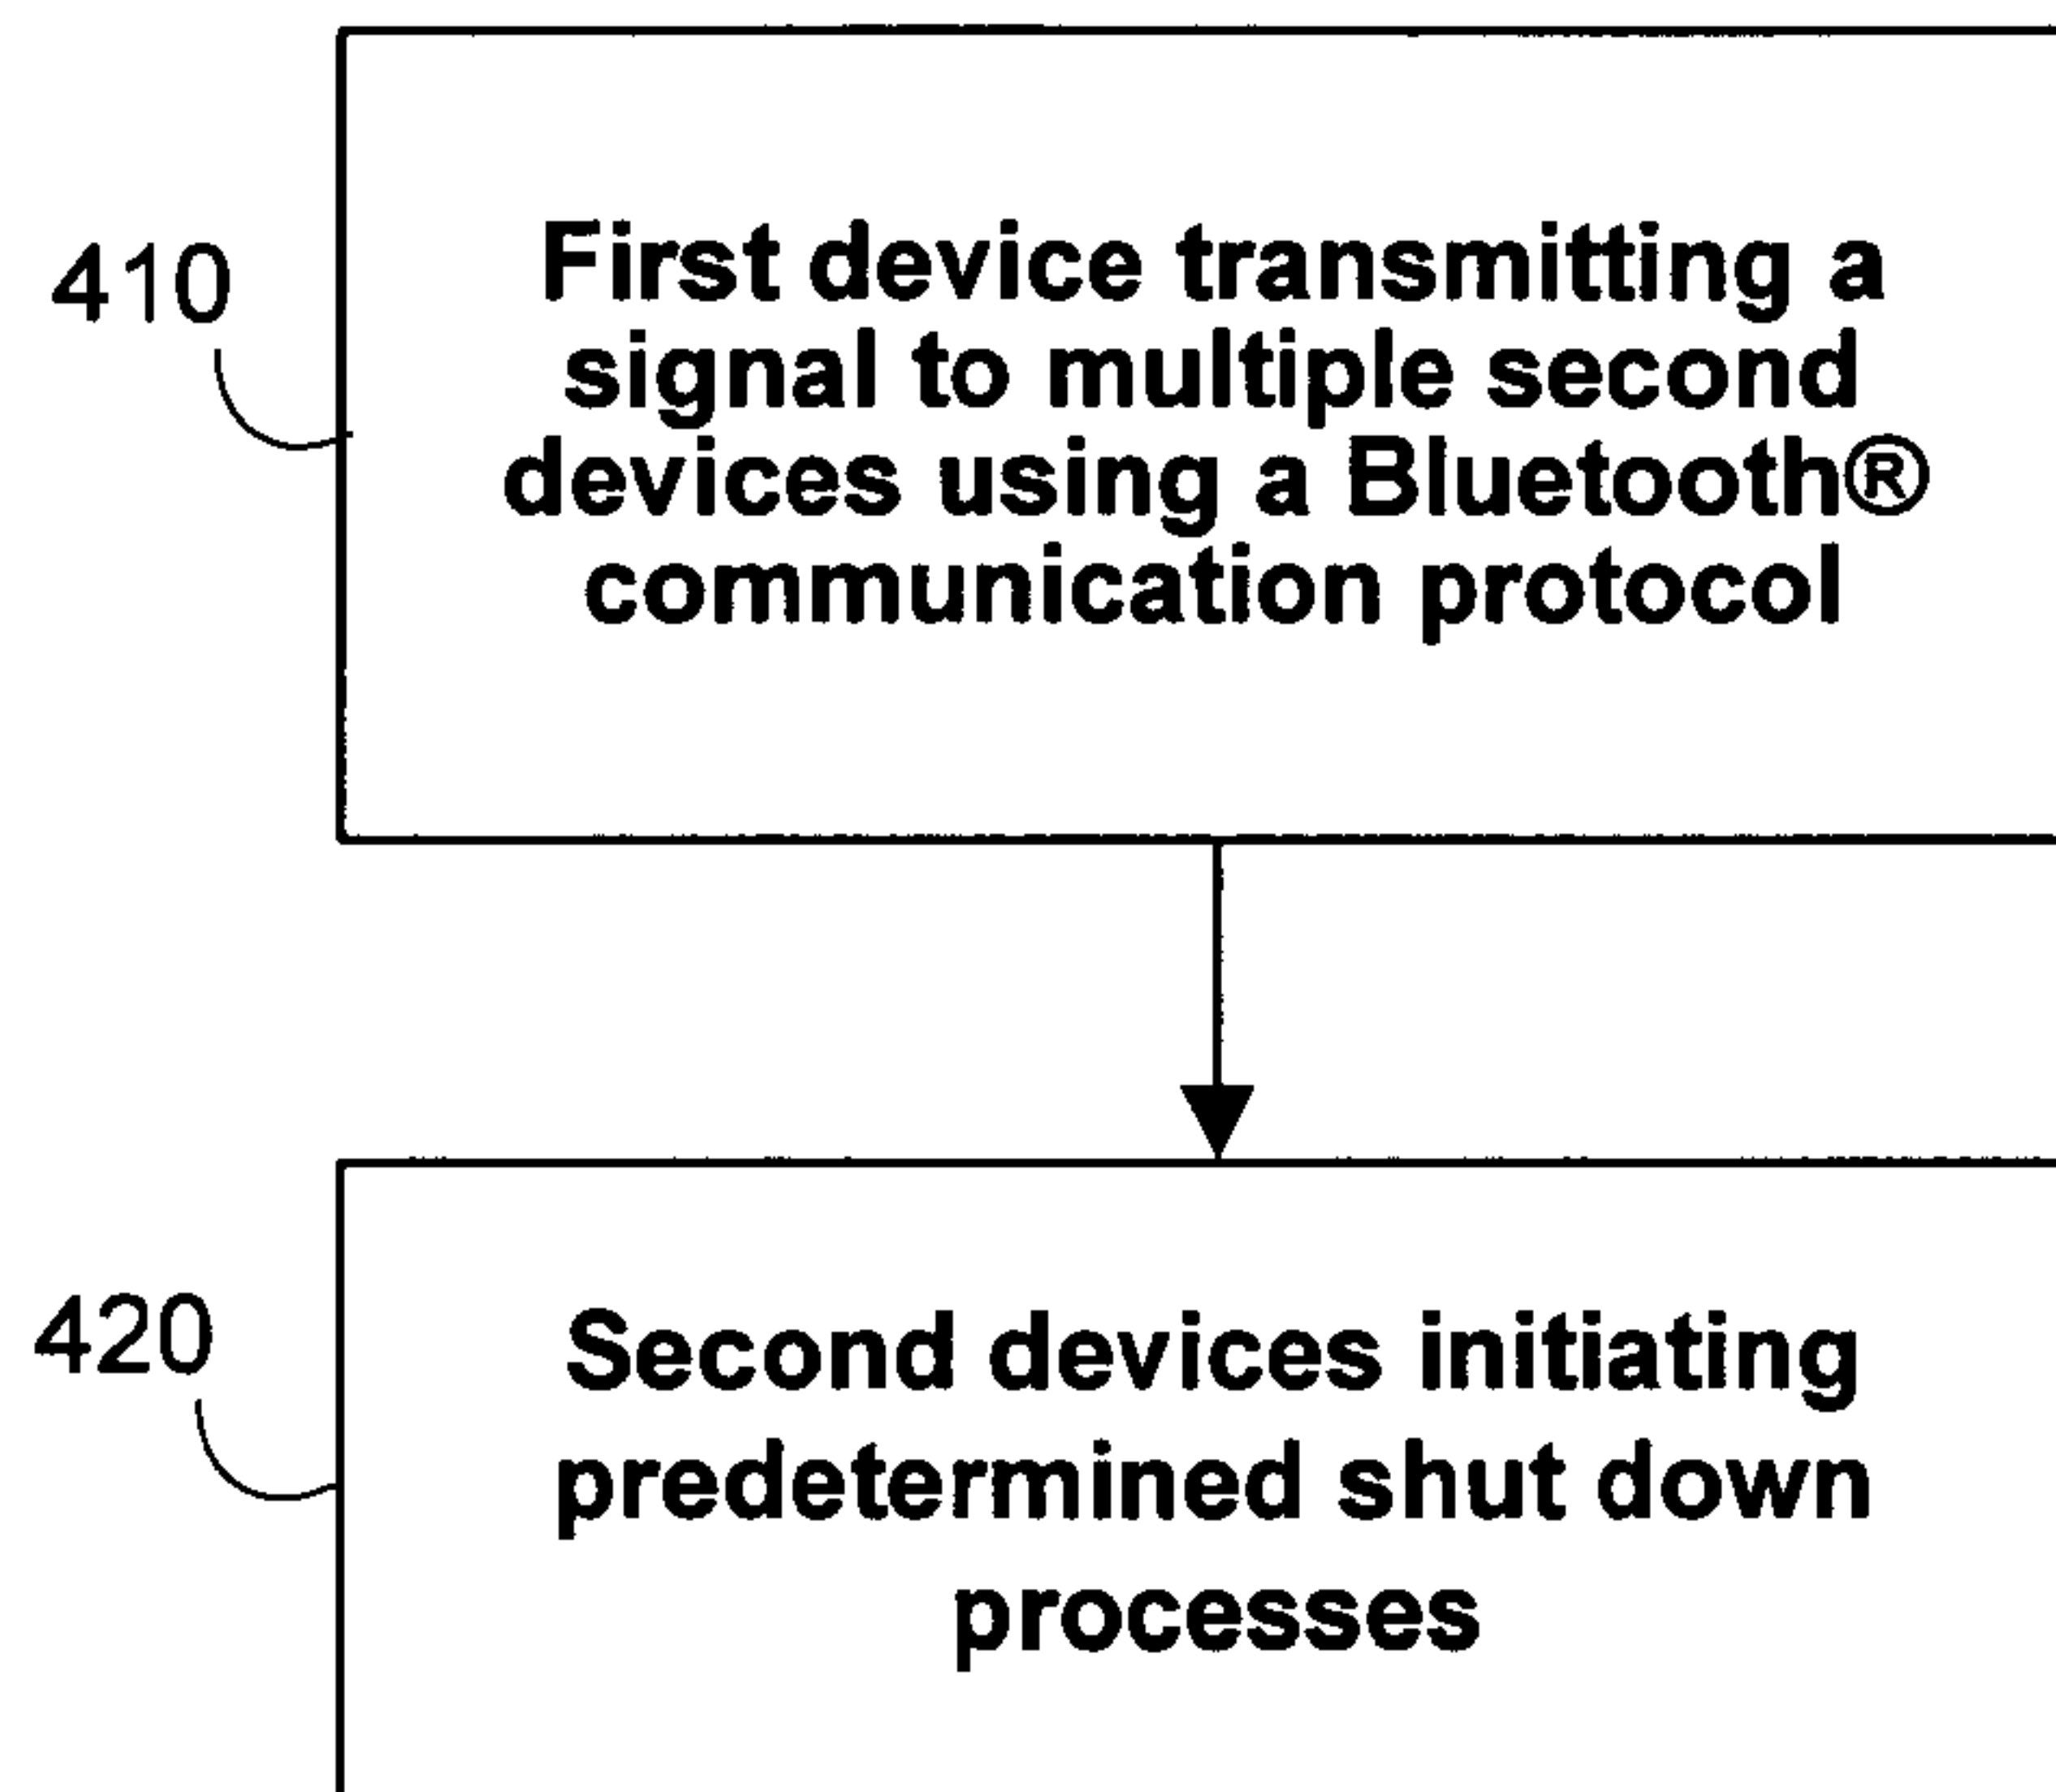 410
First device transmitting a
signal to multiple second
devices using a Bluetooth®
communication protocol
420
Second devices initiating
predetermined shut down
processes